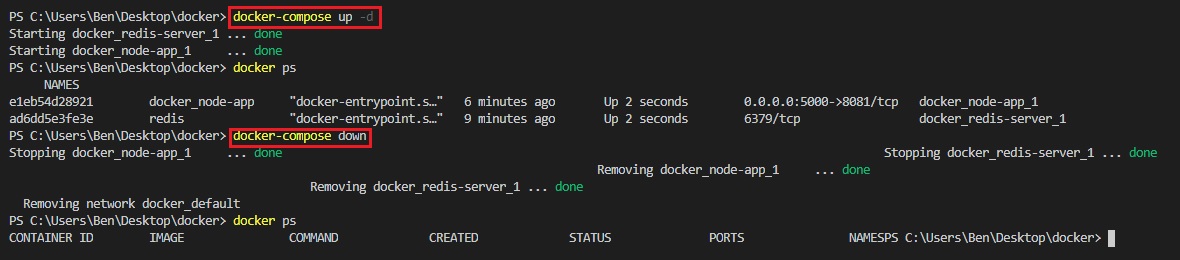 PS C:\Users\Ben\Desktop\docker> docker-compose up -d
Starting docker_redis-server_1 ... done
Starting docker_node-app_1     ... done
PS C:\Users\Ben\Desktop\docker> docker ps
NAMES
e1eb54d28921        docker_node-app     "docker-entrypoint.s…"   6 minutes ago       Up 2 seconds        0.0.0.0:5000->8081/tcp   docker_node-app_1
ad6dd5e3fe3e        redis               "docker-entrypoint.s…"   9 minutes ago       Up 2 seconds        6379/tcp                 docker_redis-server_1
PS C:\Users\Ben\Desktop\docker> docker-compose down
Stopping docker_node-app_1     ... done                                                                                      Stopping docker_redis-server_1 ... done
Removing docker_node-app_1     ... done
Removing docker_redis-server_1 ... done
Removing network docker_default
PS C:\Users\Ben\Desktop\docker> docker ps
CONTAINER ID        IMAGE               COMMAND             CREATED             STATUS              PORTS               NAMESPS C:\Users\Ben\Desktop\docker>